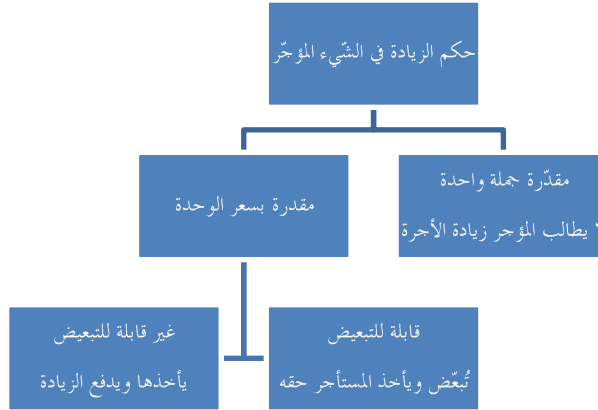 حكم الزيادة في الشّيء المؤجّر
مقدّرة جملة واحدة
لا يطالب المؤجر زيادة الأجرة
مقدرة بسعر الوحدة
قابلة للتبعيض
تُبعّض ويأخذ المستأجر حقه
غير قابلة للتبعيض
يأخذها ويدفع الزيادة